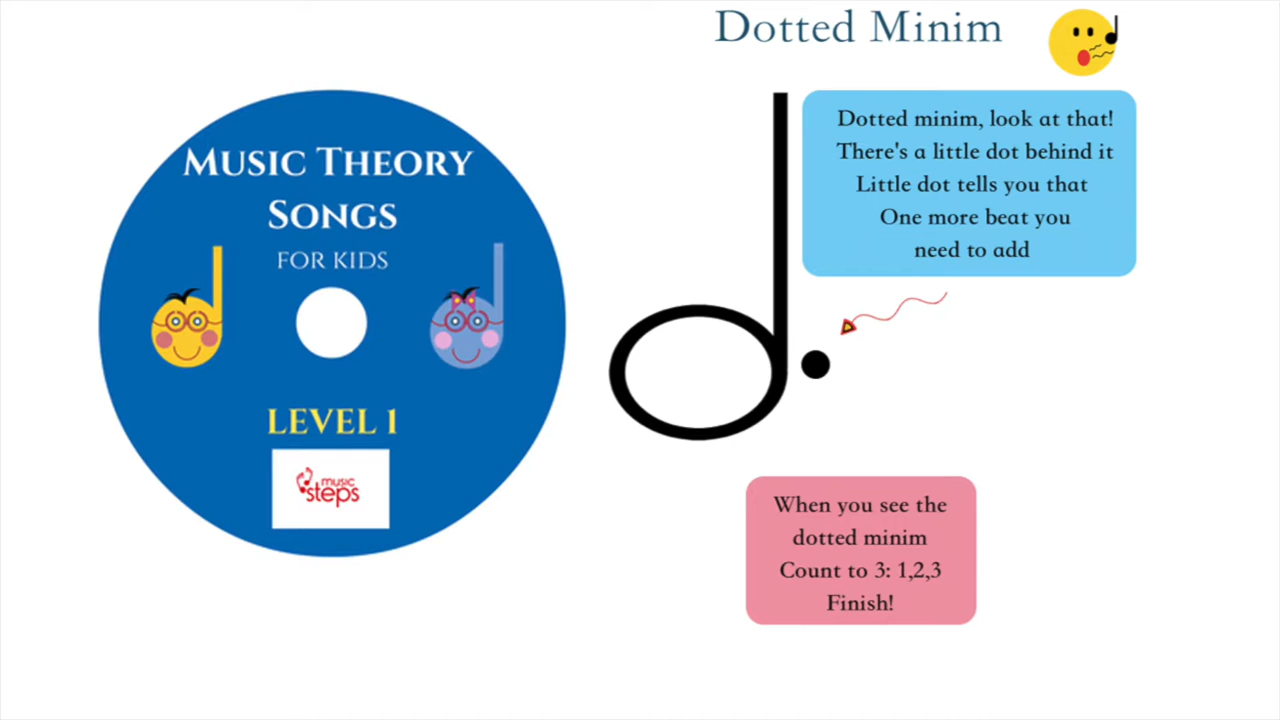 Dotted Minim
MUSIC THEORY
SONGS
FOR KIDS
LEVEL 1
music
steps
Dotted minim, look at that!
There's a little dot behind it
Little dot tells you that
One more beat you
need to add
When you see the
dotted minim
Count to 3: 1,2,3
Finish!